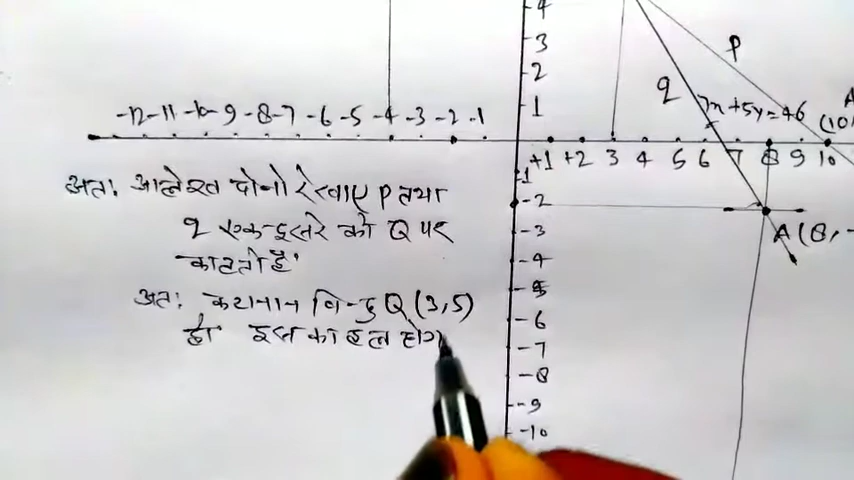 4
3
2
1
P
q
7x+5y=46
A
(10,
-12 -11 -10 -9 -8 -7 -6 -5 -4 -3 -2 -1
+1 +2 3 4 5 6 7 8 9 10
-1
-2
-3
-4
-5
-6
-7
-8
-9
-10
A(8,-
अतः आलेखित दोनो रेखाए P तथा
q एक-दूसरे को Q पर
काटती है
अतः कटान बिन्दु Q(3,5)
ही इसका हल होगा